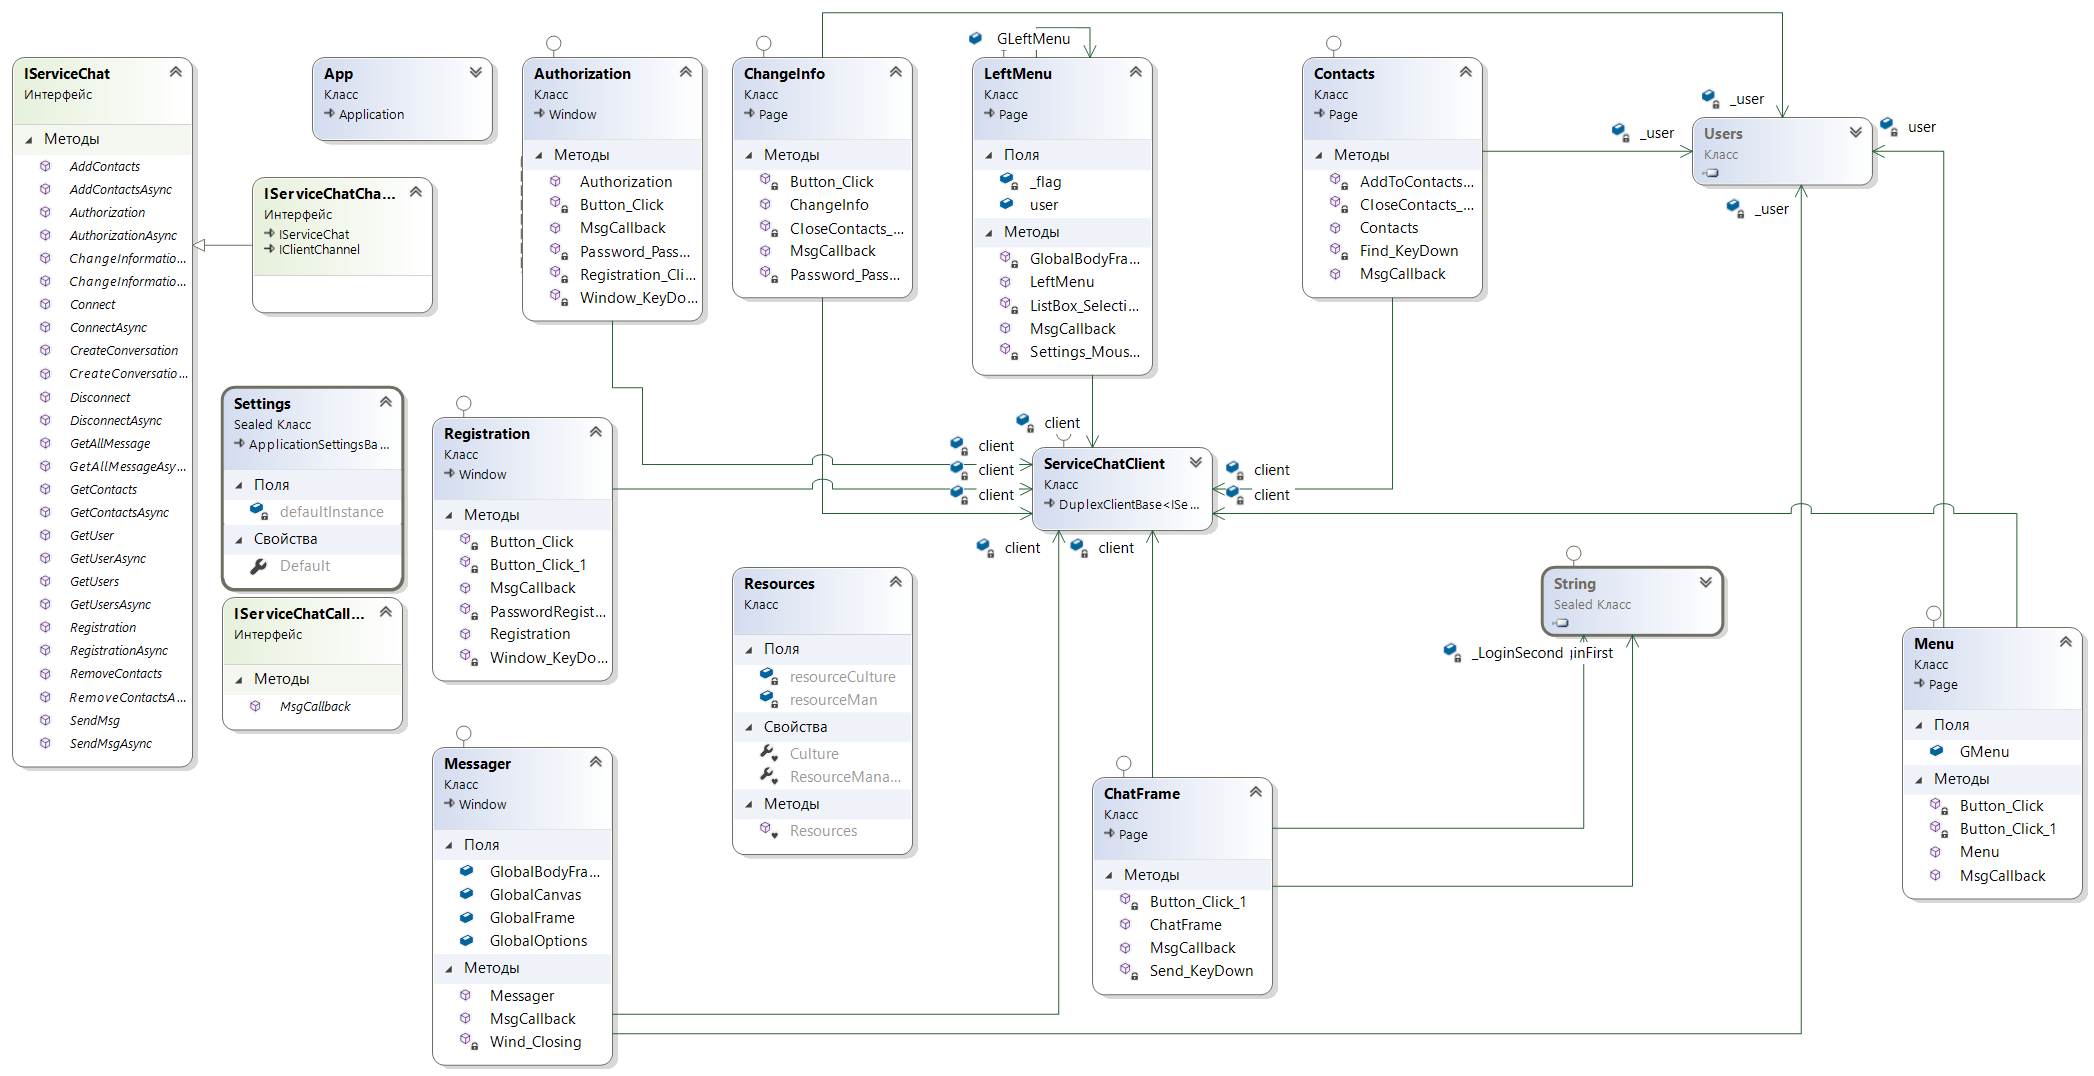 IServiceChat
Интерфейс
Методы
AddContacts
AddContactsAsync
Authorization
AuthorizationAsync
ChangeInformatio...
ChangeInformatio...
Connect
ConnectAsync
CreateConversation
CreateConversatio...
Disconnect
DisconnectAsync
GetAllMessage
GetAllMessageAsy...
GetContacts
GetContactsAsync
GetUser
GetUserAsync
GetUsers
GetUsersAsync
Registration
RegistrationAsync
RemoveContacts
RemoveContactsA...
SendMsg
SendMsgAsync
App
Класс
Application
IServiceChatCha...
Интерфейс
IServiceChat
IClientChannel
Settings
Sealed Класс
ApplicationSettingsBa...
Поля
defaultInstance
Свойства
Default
IServiceChatCall...
Интерфейс
Методы
MsgCallback
Authorization
Класс
Window
Методы
Authorization
Button_Click
MsgCallback
Password_Pass...
Registration_Cli...
Window_KeyDo...
Registration
Класс
Window
Методы
Button_Click
Button_Click_1
MsgCallback
PasswordRegist...
Registration
Window_KeyDo...
Messager
Класс
Window
Поля
GlobalBodyFra...
GlobalCanvas
GlobalFrame
GlobalOptions
Методы
Messager
MsgCallback
Wind_Closing
ChangeInfo
Класс
Page
Методы
Button_Click
ChangeInfo
CloseContacts_...
MsgCallback
Password_Pass...
Resources
Класс
Поля
resourceCulture
resourceMan
Свойства
Culture
ResourceMana...
Методы
Resources
GLeftMenu
LeftMenu
Класс
Page
Поля
_flag
user
Методы
GlobalBodyFra...
LeftMenu
ListBox_Selecti...
MsgCallback
Settings_Mous...
client
client
client
client
client
client
client
client
ServiceChatClient
Класс
DuplexClientBase<ISe...
ChatFrame
Класс
Page
Методы
Button_Click_1
ChatFrame
MsgCallback
Send_KeyDown
Contacts
Класс
Page
Методы
AddToContacts...
CloseContacts_...
Contacts
Find_KeyDown
MsgCallback
_user
_user
user
_user
Users
Класс
String
Sealed Класс
_LoginSecond
inFirst
Menu
Класс
Page
Поля
GMenu
Методы
Button_Click
Button_Click_1
Menu
MsgCallback